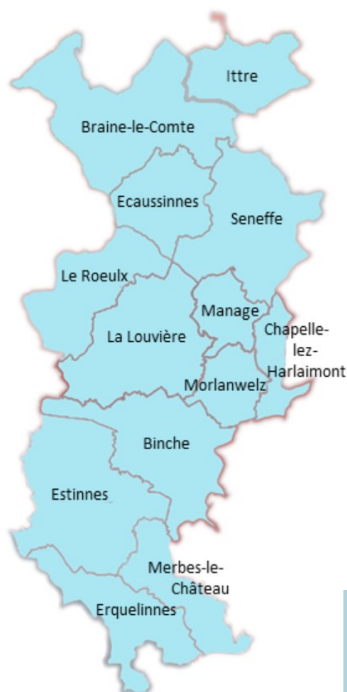 Ittre
Braine-le-Comte
Ecaussinnes
Seneffe
Le Roeulx
Manage
La Louvière
Chapelle-
lez-
Harlaimont
Morlanwelz
Binche
Estinnes
Merbes-le-
Château
Erquelinnes